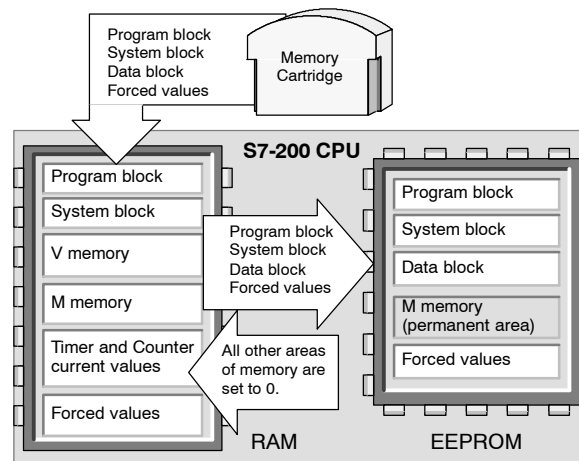 Program block
System block
Data block
Forced values
Memory
Cartridge
S7-200 CPU
Program block
System block
V memory
M memory
Timer and Counter
current values
Forced values
Program block
System block
Data block
Forced values
All other areas
of memory are
set to 0.
RAM
Program block
System block
Data block
M memory
(permanent area)
Forced values
EEPROM